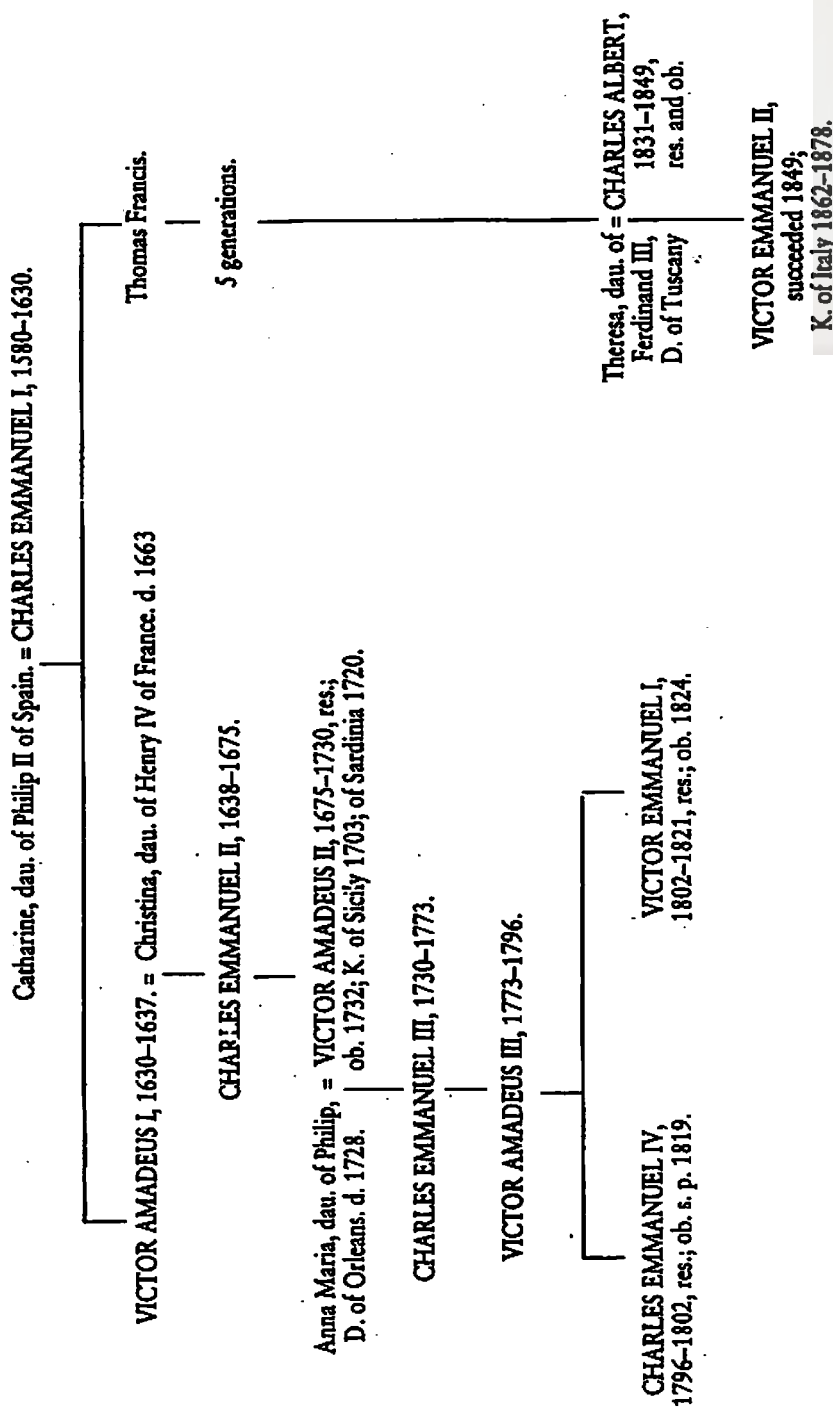 Catharine, dau. of Philip II of Spain. = CHARLES EMMANUEL I, 1580–1630.
VICTOR AMADEUS I, 1630–1637. = Christina, dau. of Henry IV of France. d. 1663
Thomas Francis.
CHARLES EMMANUEL II, 1638–1675.
5 generations.
Anna Maria, dau. of Philip, = VICTOR AMADEUS II, 1675–1730, res.;
D. of Orleans. d. 1728.
ob. 1732; K. of Sicily 1703; of Sardinia 1720.
CHARLES EMMANUEL III, 1730–1773.
VICTOR AMADEUS III, 1773–1796.
CHARLES EMMANUEL IV,
1796–1802, res.; ob. s. p. 1819.
VICTOR EMMANUEL I,
1802–1821, res.; ob. 1824.
Theresa, dau. of = CHARLES ALBERT,
Ferdinand III,
1831–1849,
D. of Tuscany
res. and ob.
VICTOR EMMANUEL II,
succeeded 1849;
K. of Italy 1862–1878.